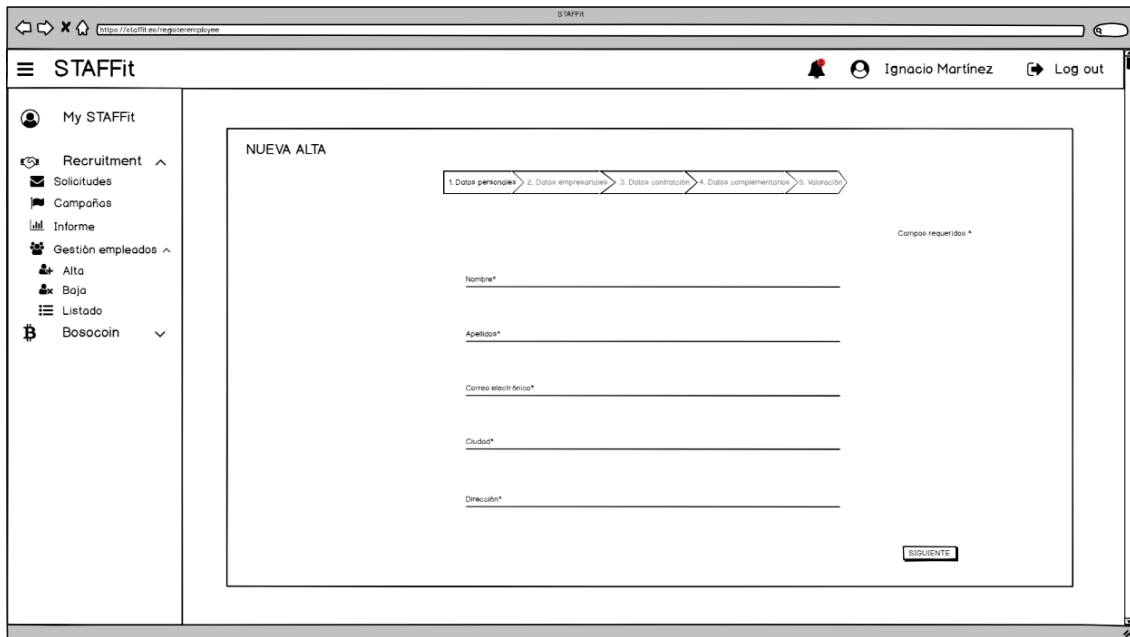 STAFFit
https://staffit.es/registeremployee
STAFFit
Ignacio Martínez
Log out
My STAFFit
Recruitment
Solicitudes
Campañas
Informe
Gestión empleados
Alta
Baja
Listado
Bosocoin
NUEVA ALTA
1. Datos personales
2. Datos empresariales
3. Datos contratción
4. Datos complementarios
5. Valoración
Campos requeridos *
Nombre*
Apellidos*
Correo electrónico*
Ciudad*
Dirección*
SIGUIENTE